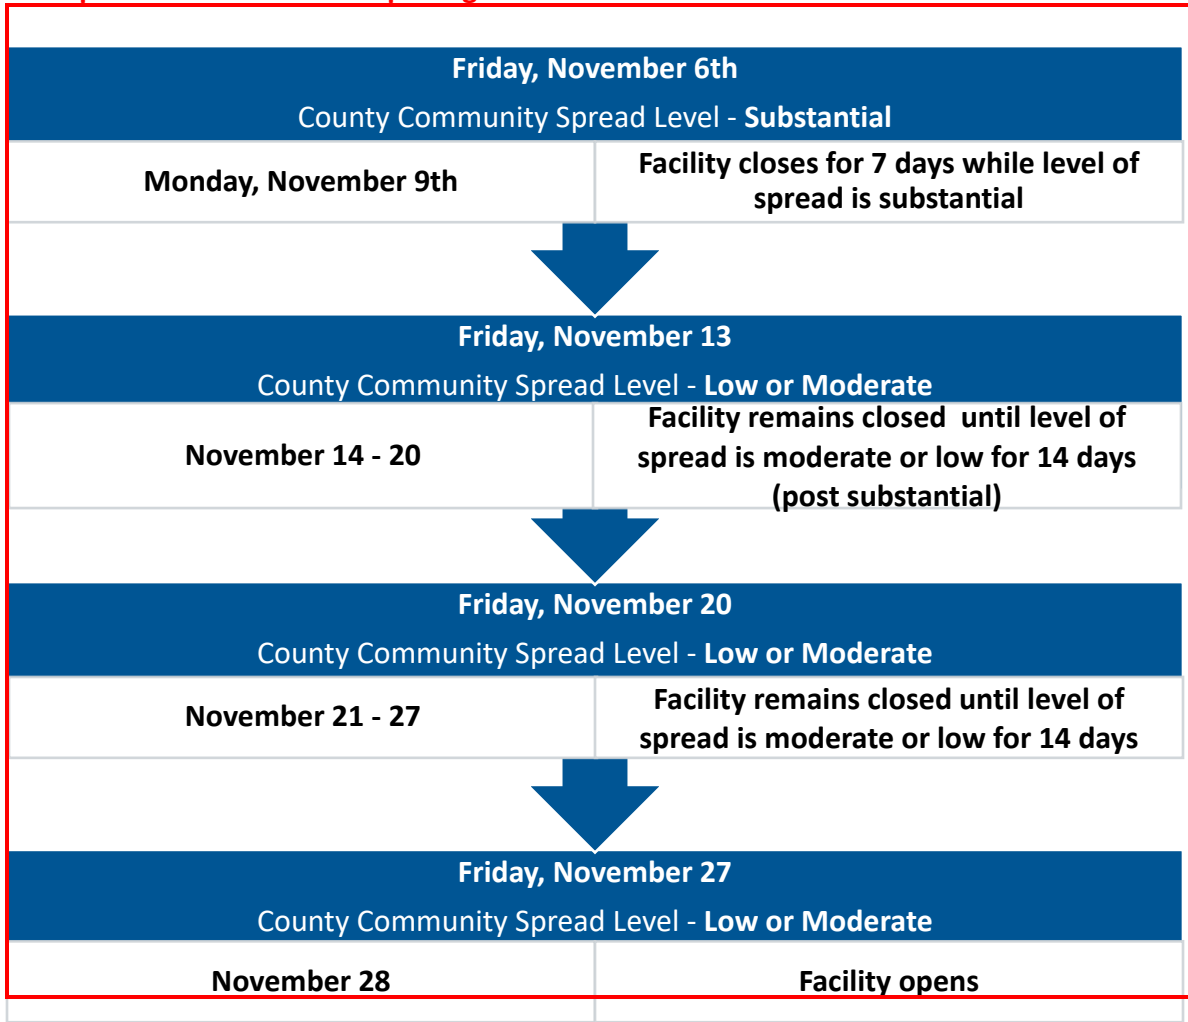 Friday, November 6th
County Community Spread Level - Substantial
Monday, November 9th
Facility closes for 7 days while level of
spread is substantial
Friday, November 13
County Community Spread Level - Low or Moderate
November 14 - 20
Facility remains closed until level of
spread is moderate or low for 14 days
(post substantial)
Friday, November 20
County Community Spread Level - Low or Moderate
November 21 - 27
Facility remains closed until level of
spread is moderate or low for 14 days
Friday, November 27
County Community Spread Level - Low or Moderate
November 28
Facility opens